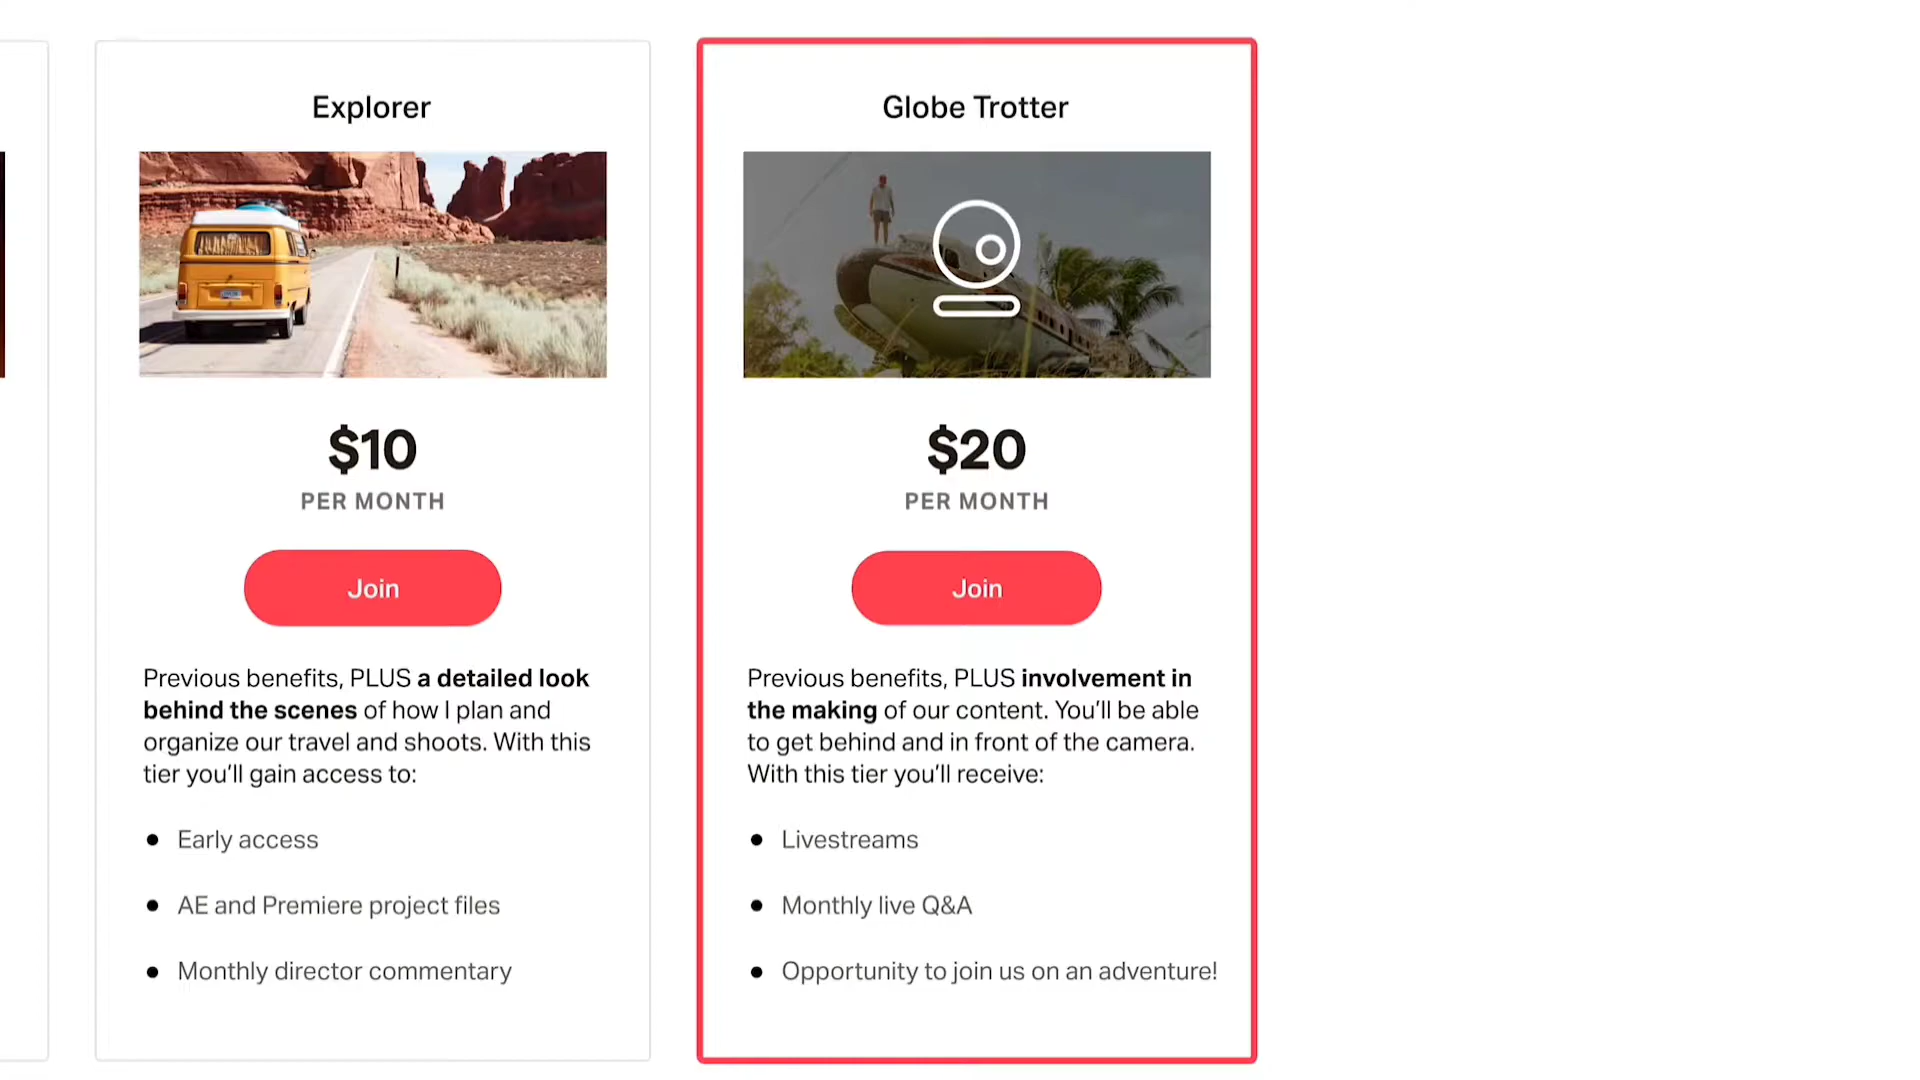 Explorer
$10
PER MONTH
Join
Previous benefits, PLUS a detailed look
behind the scenes of how I plan and
organize our travel and shoots. With this
tier you’ll gain access to:
Early access
AE and Premiere project files
Monthly director commentary
Globe Trotter
$20
PER MONTH
Join
Previous benefits, PLUS involvement in
the making of our content. You’ll be able
to get behind and in front of the camera.
With this tier you’ll receive:
Livestreams
Monthly live Q&A
Opportunity to join us on an adventure!